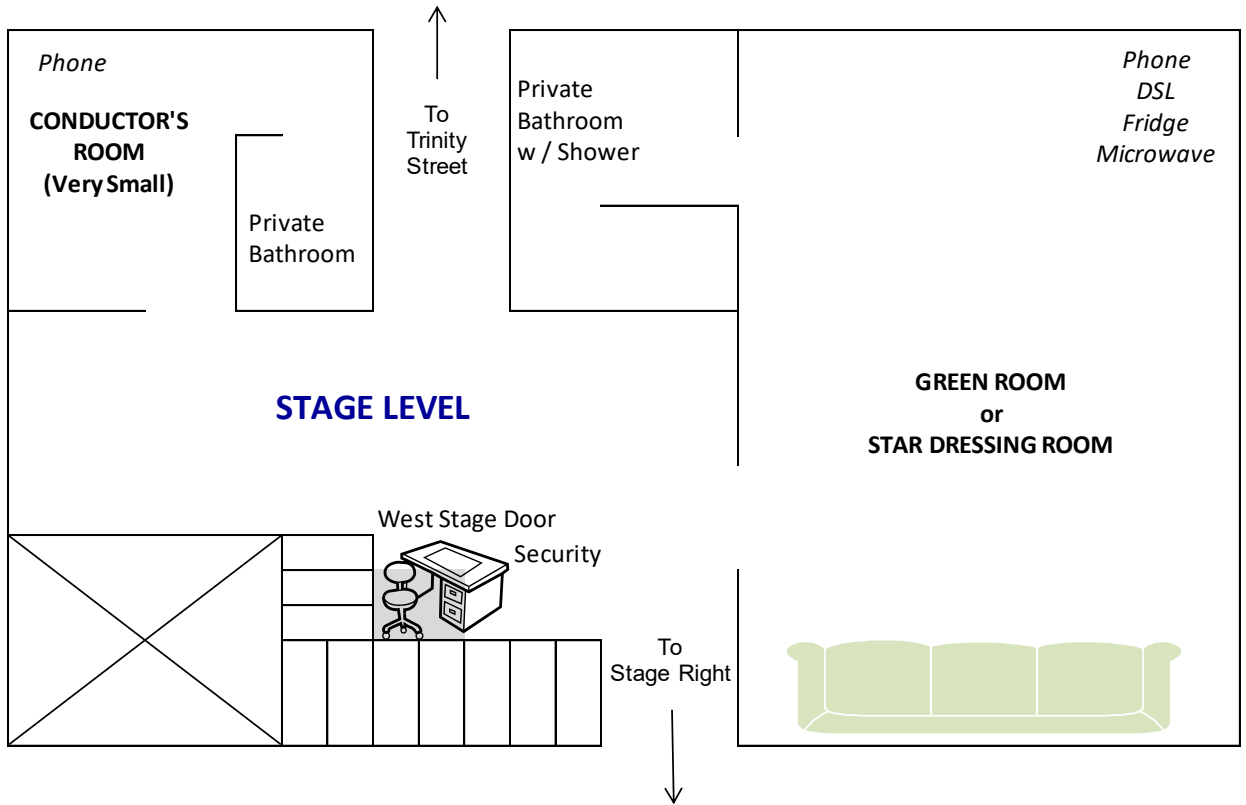 Phone
CONDUCTOR'S
ROOM
(Very Small)
Private
Bathroom
To
Trinity
Street
Private
Bathroom
w / Shower
Phone
DSL
Fridge
Microwave
STAGE LEVEL
GREEN ROOM
or
STAR DRESSING ROOM
West Stage Door
Security
To
Stage Right